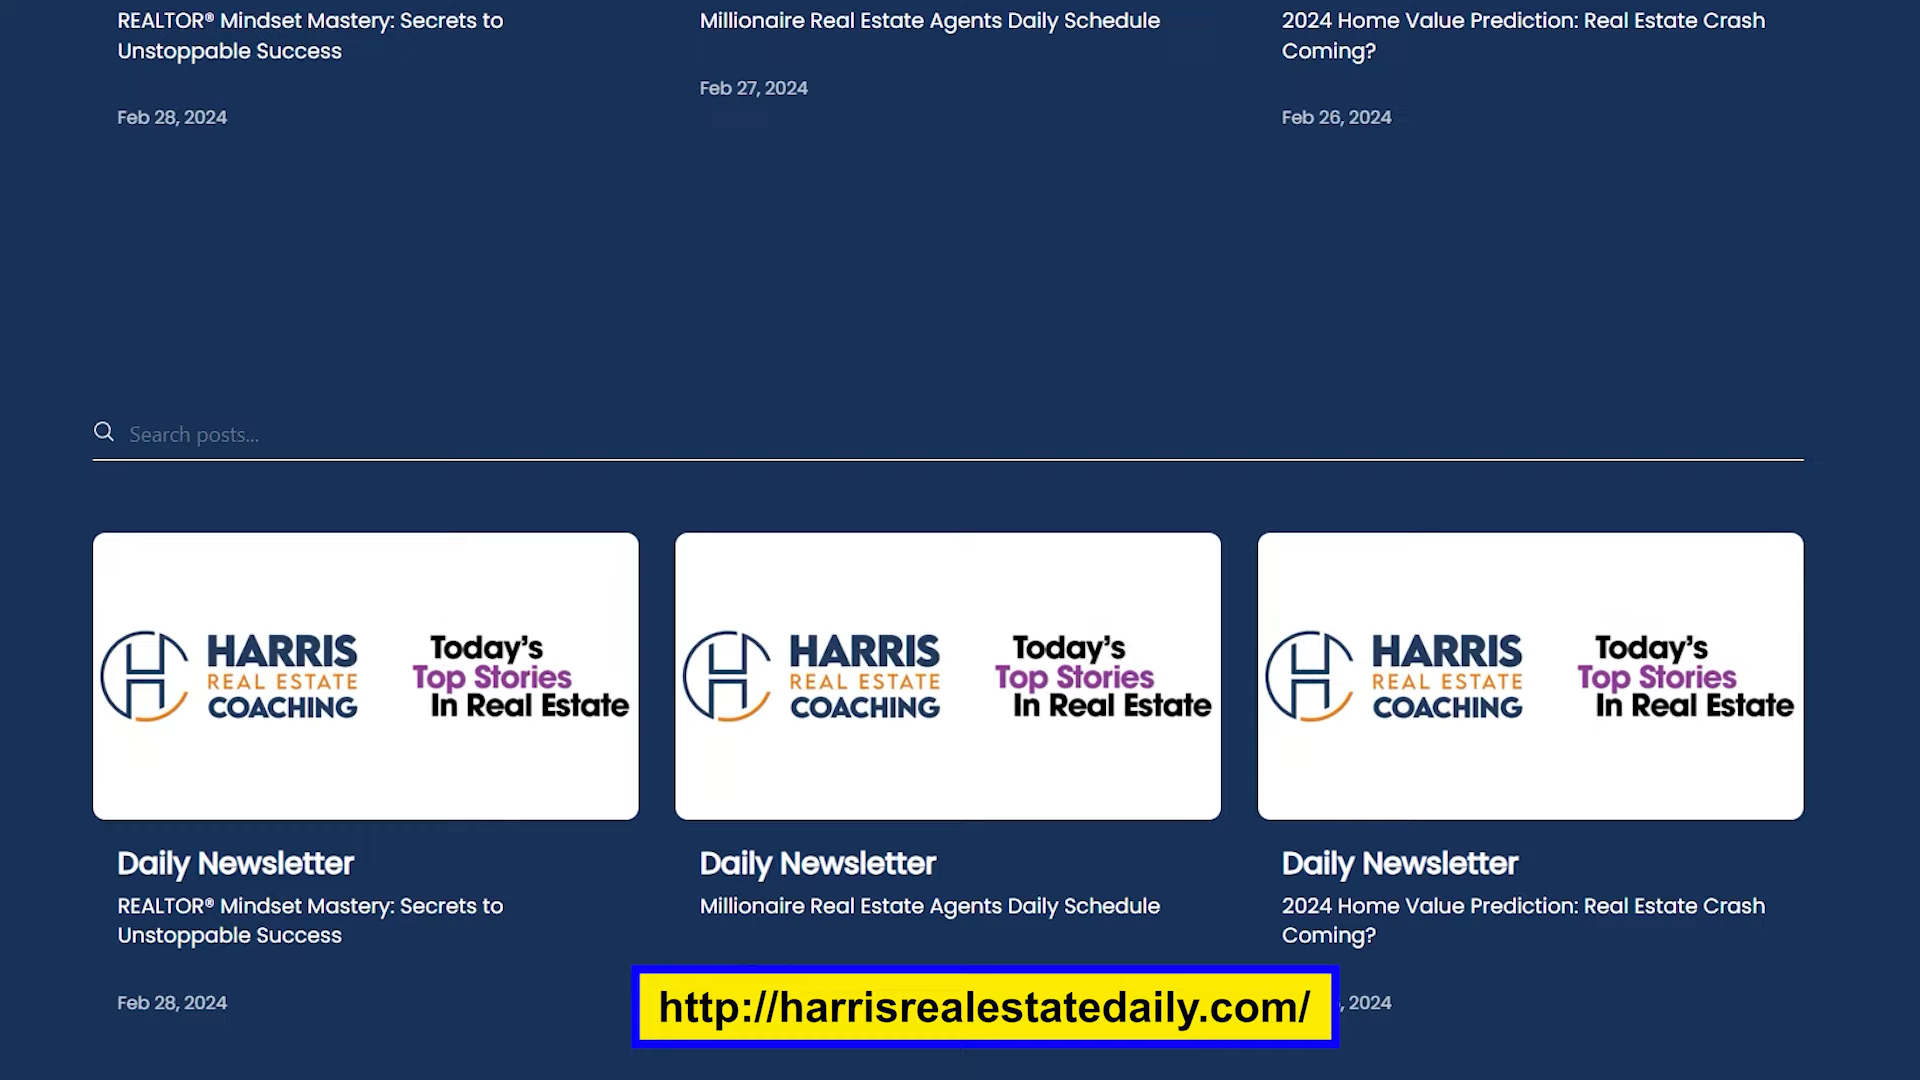 REALTOR® Mindset Mastery: Secrets to
Unstoppable Success
Feb 28, 2024
Millionaire Real Estate Agents Daily Schedule
Feb 27, 2024
2024 Home Value Prediction: Real Estate Crash
Coming?
Feb 26, 2024
Search posts...
HARRIS
REAL ESTATE
COACHING
Today's
Top Stories
In Real Estate
Daily Newsletter
REALTOR® Mindset Mastery: Secrets to
Unstoppable Success
Feb 28, 2024
HARRIS
REAL ESTATE
COACHING
Today's
Top Stories
In Real Estate
Daily Newsletter
Millionaire Real Estate Agents Daily Schedule
HARRIS
REAL ESTATE
COACHING
Today's
Top Stories
In Real Estate
Daily Newsletter
2024 Home Value Prediction: Real Estate Crash
Coming?
, 2024
http://harrisrealestatedaily.com/